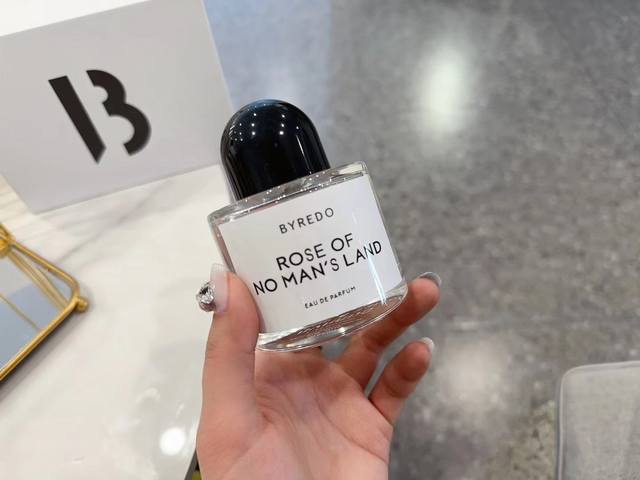 B
BYREDO
ROSE OF
NO MAN'S LAND
EAU DE PARFUM